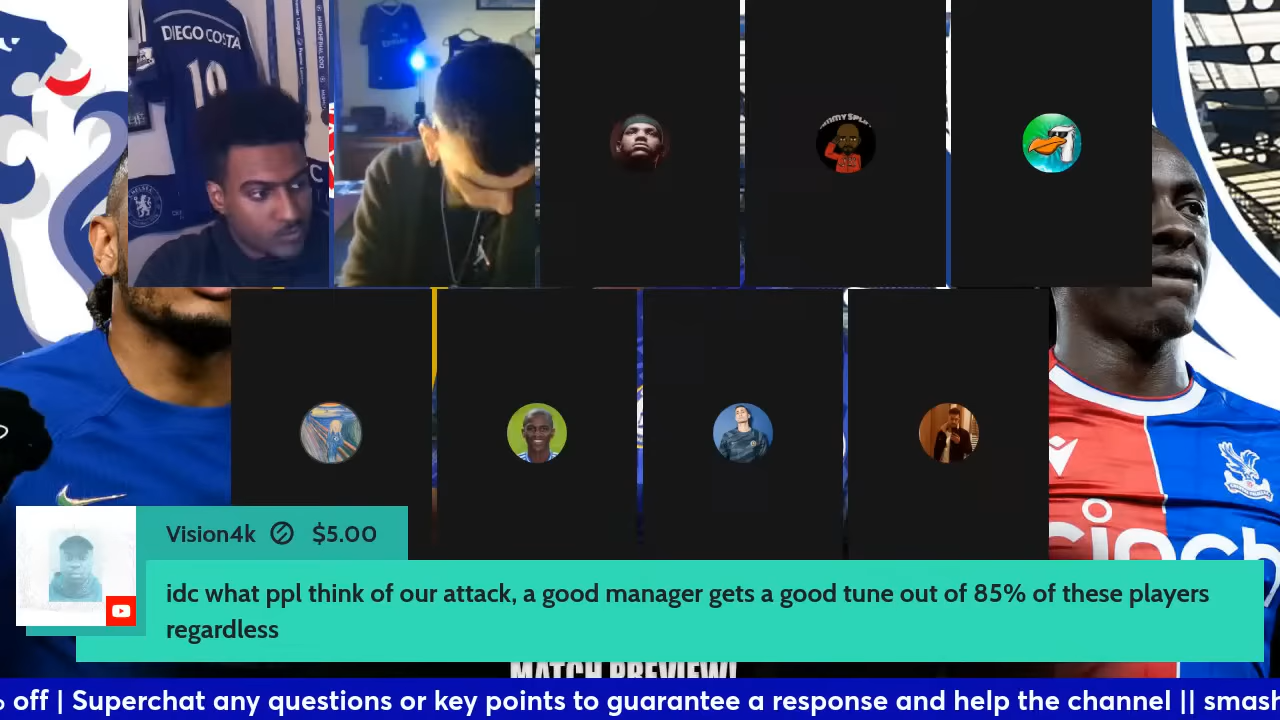 DIEGO COSTA
10
Vision4k $5.00
idc what ppl think of our attack, a good manager gets a good tune out of 85% of these players
regardless
MATCH PREVIEW!
off | Superchat any questions or key points to guarantee a response and help the channel || smash
cinch